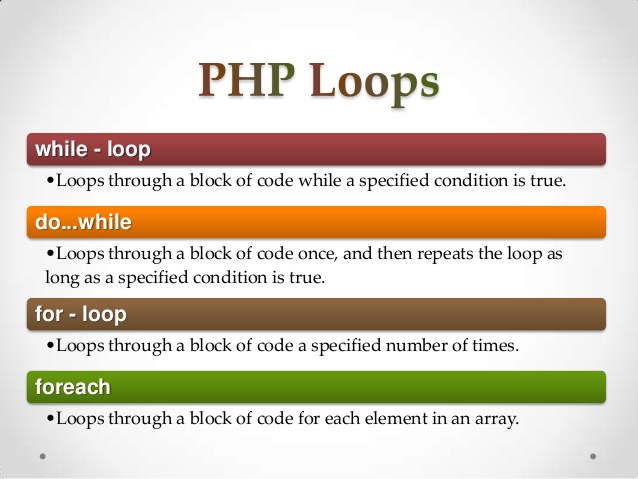 PHP Loops
while - loop
•Loops through a block of code while a specified condition is true.
do...while
•Loops through a block of code once, and then repeats the loop as
long as a specified condition is true.
for - loop
•Loops through a block of code a specified number of times.
foreach
•Loops through a block of code for each element in an array.